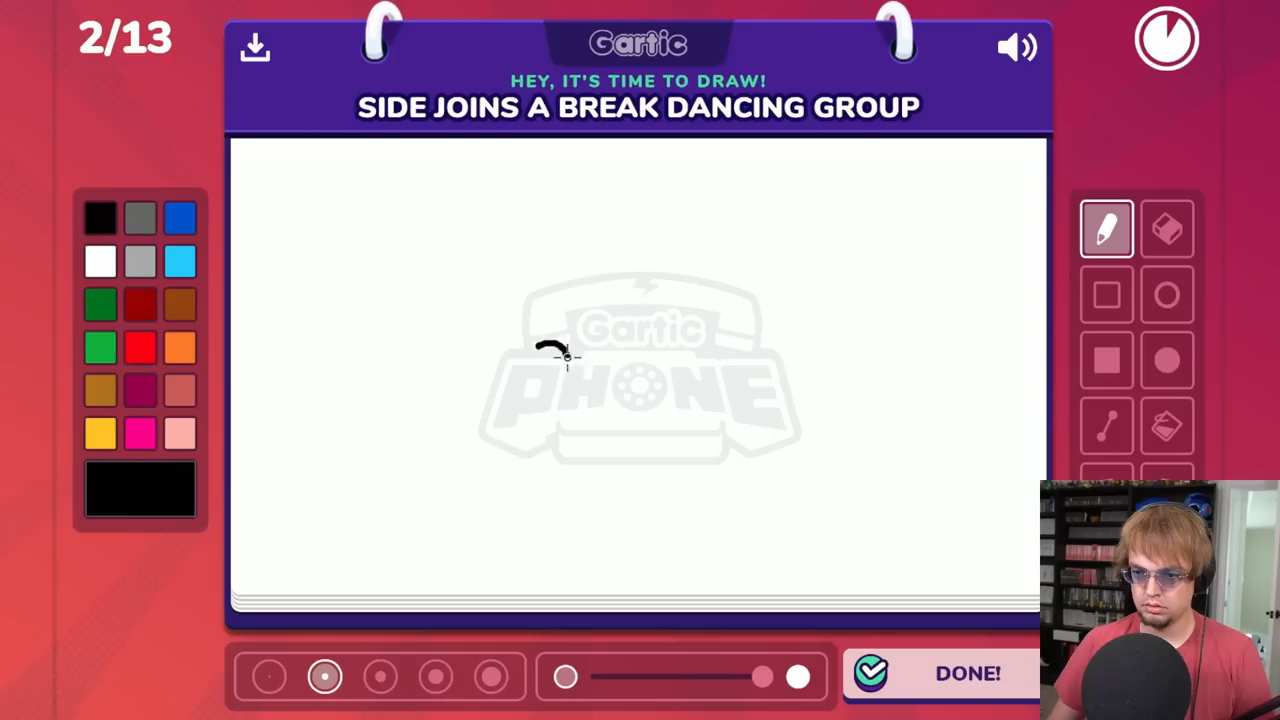 2/13
Gartic
HEY, IT'S TIME TO DRAW!
SIDE JOINS A BREAK DANCING GROUP
Gartic
PHONE
DONE!